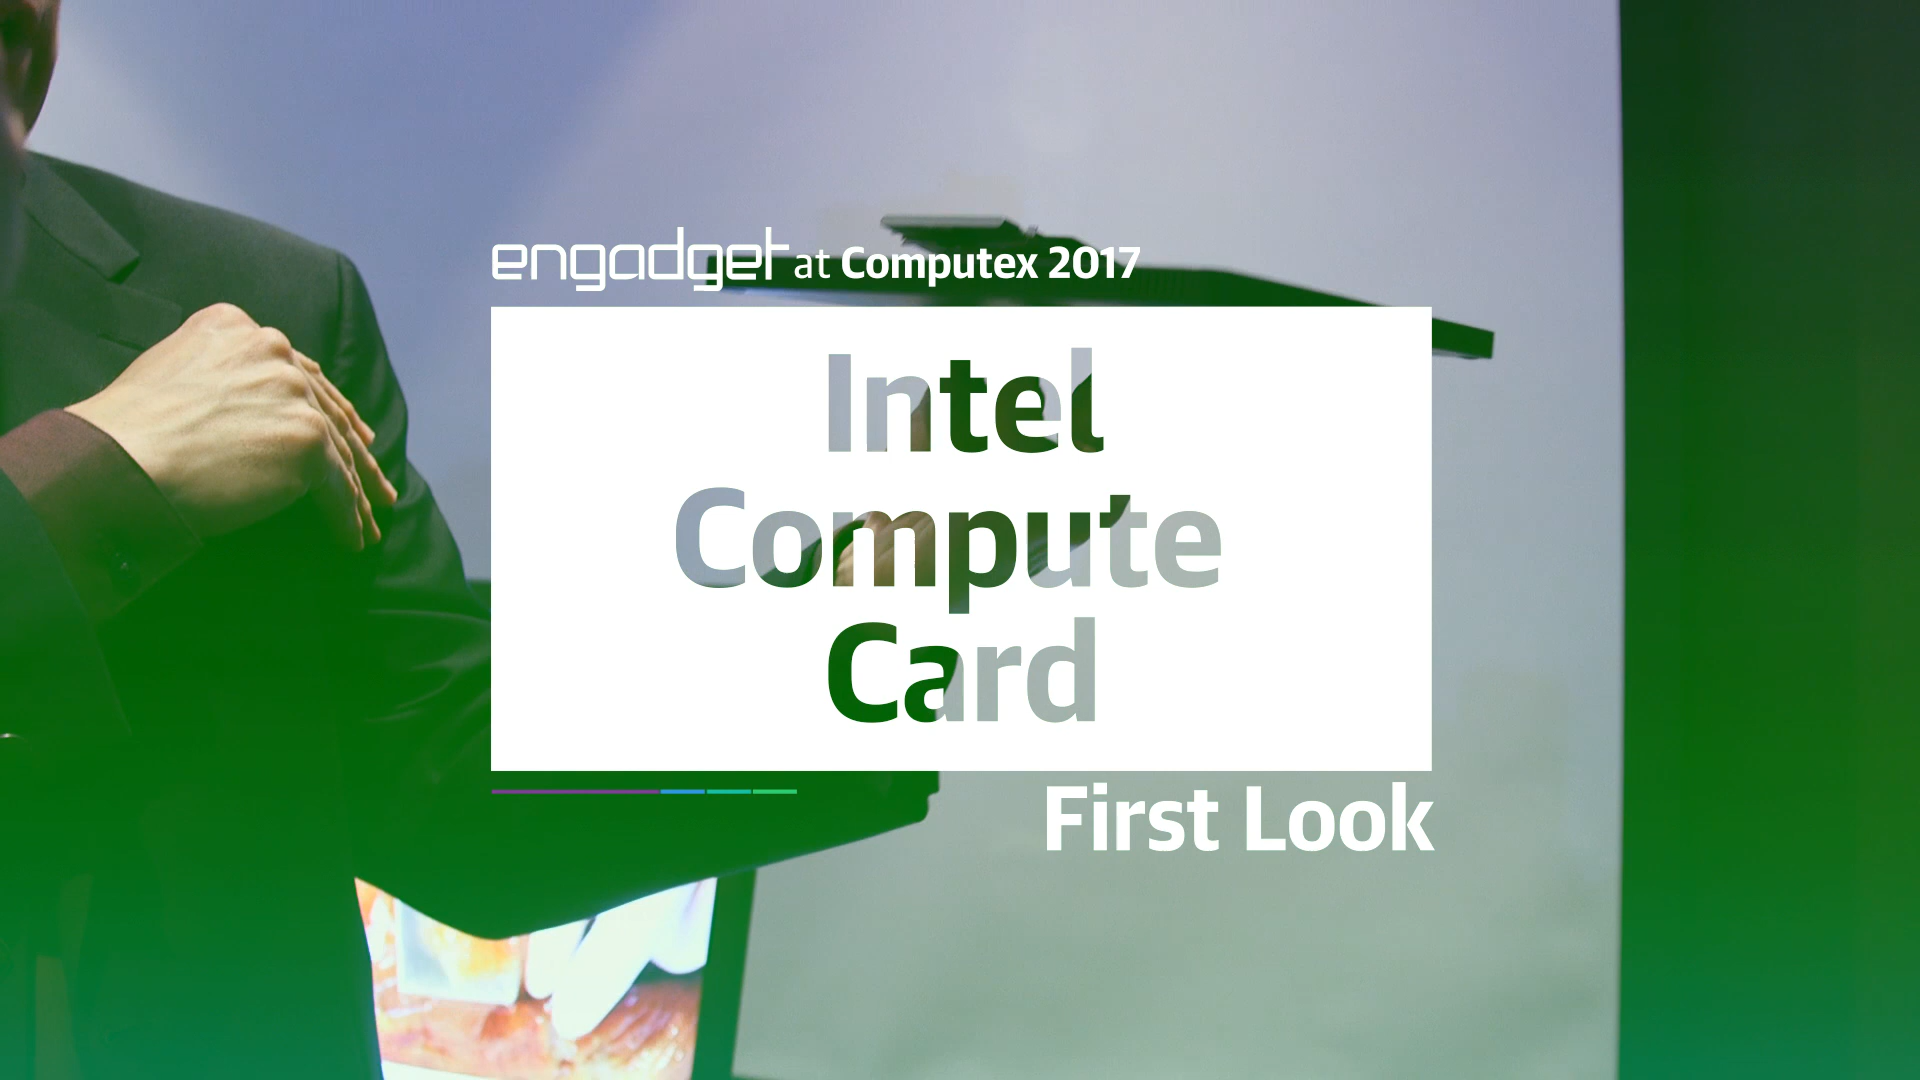 engadget at Computex 2017
Intel
Compute
Card
First Look